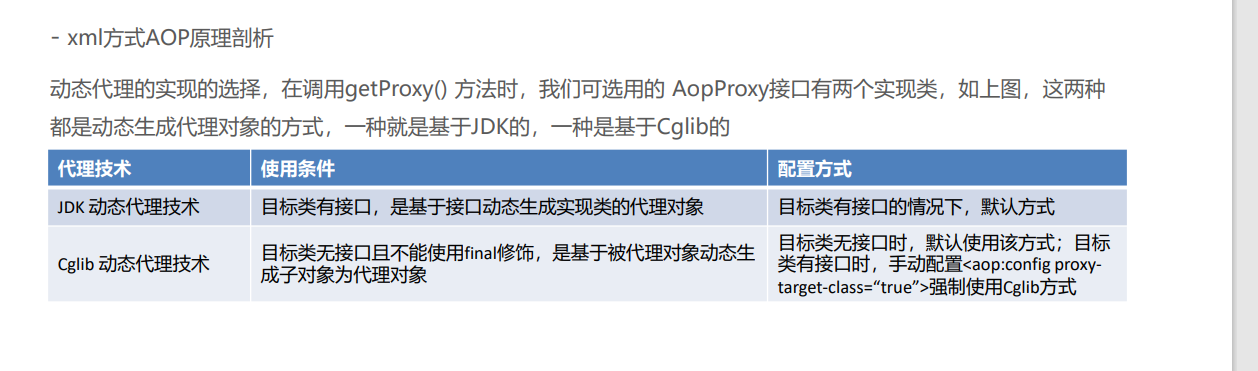 - xml方式AOP原理剖析
动态代理的实现的选择，在调用getProxy() 方法时，我们可选用的 AopProxy接口有两个实现类，如上图，这两种
都是动态生成代理对象的方式，一种就是基于JDK的，一种是基于Cglib的
代理技术 使用条件 配置方式
JDK 动态代理技术 目标类有接口，是基于接口动态生成实现类的代理对象 目标类有接口的情况下，默认方式
Cglib 动态代理技术
目标类无接口且不能使用final修饰，是基于被代理对象动态生
成子对象为代理对象
目标类无接口时，默认使用该方式；目标
类有接口时，手动配置<aop:config proxy-
target-class=“true”>强制使用Cglib方式